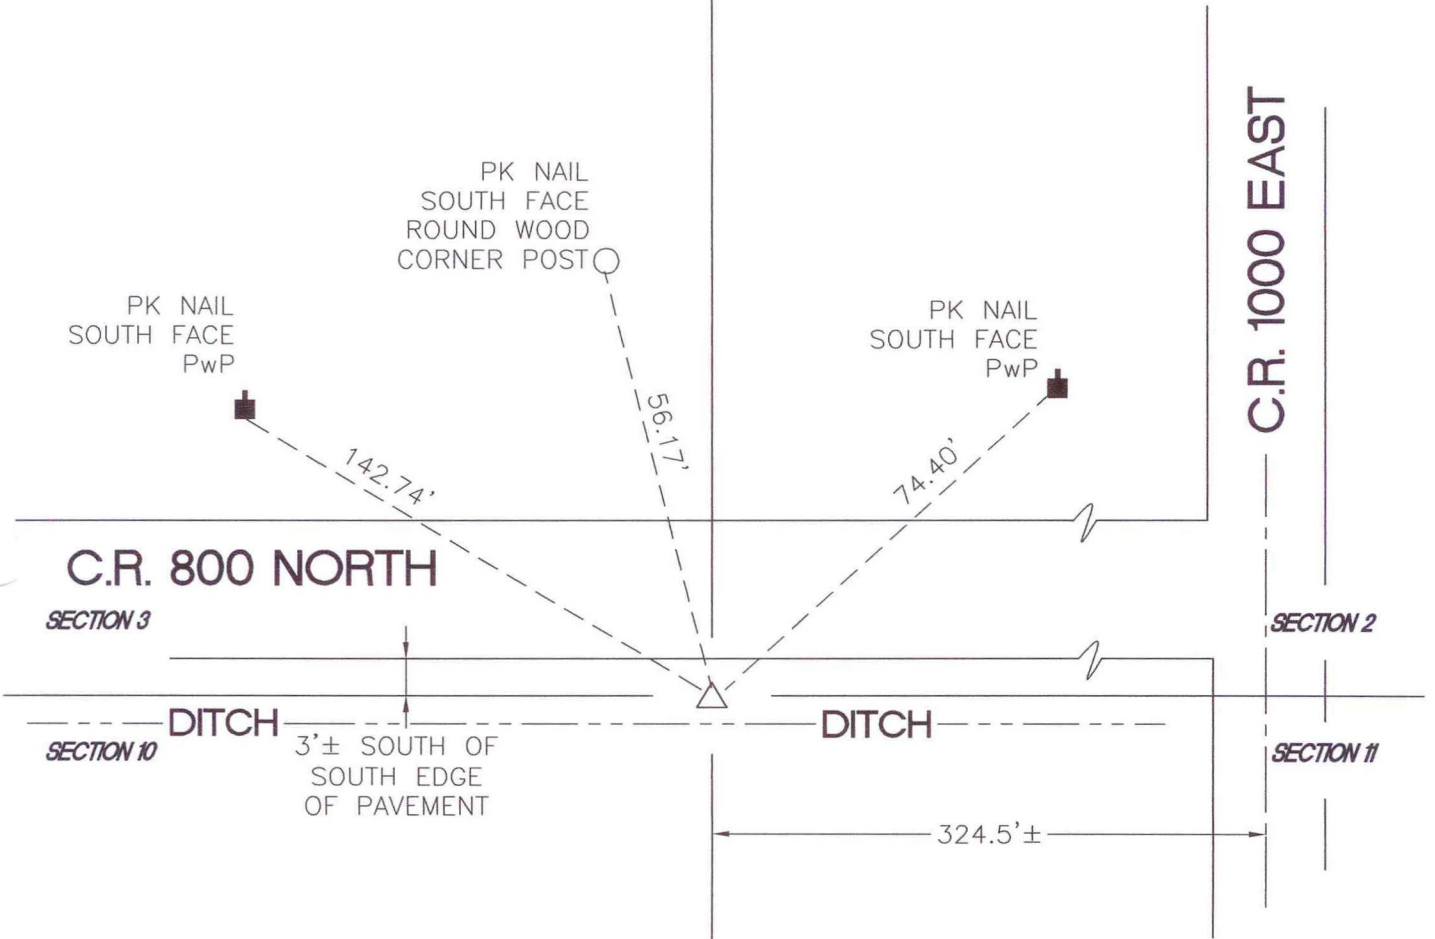 PK NAIL
SOUTH FACE
ROUND WOOD
CORNER POST
PK NAIL
SOUTH FACE
PwP
PK NAIL
SOUTH FACE
PwP
C.R. 1000 EAST
142.74'
56.17'
74.40'
C.R. 800 NORTH
SECTION 3
SECTION 2
DITCH
DITCH
SECTION 10
SECTION 11
3'± SOUTH OF
SOUTH EDGE
OF PAVEMENT
324.5'±